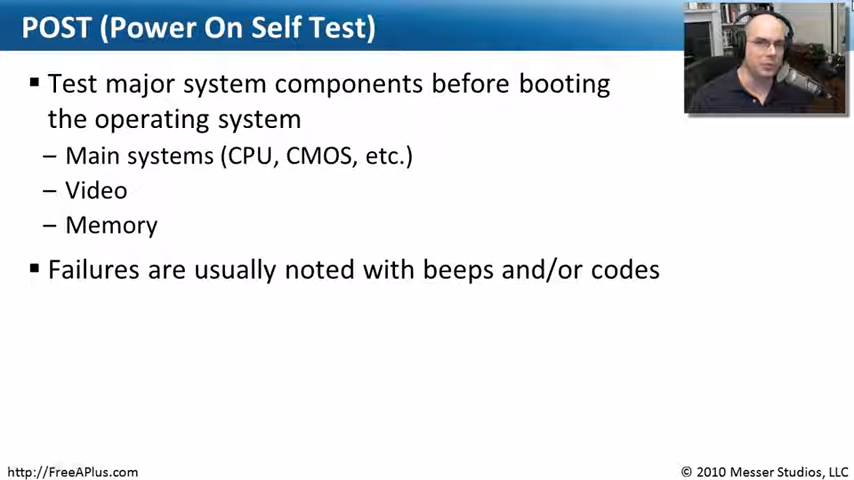 POST (Power On Self Test)
▪ Test major system components before booting
the operating system
– Main systems (CPU, CMOS, etc.)
– Video
– Memory
▪ Failures are usually noted with beeps and/or codes
http://FreeAPlus.com
© 2010 Messer Studios, LLC